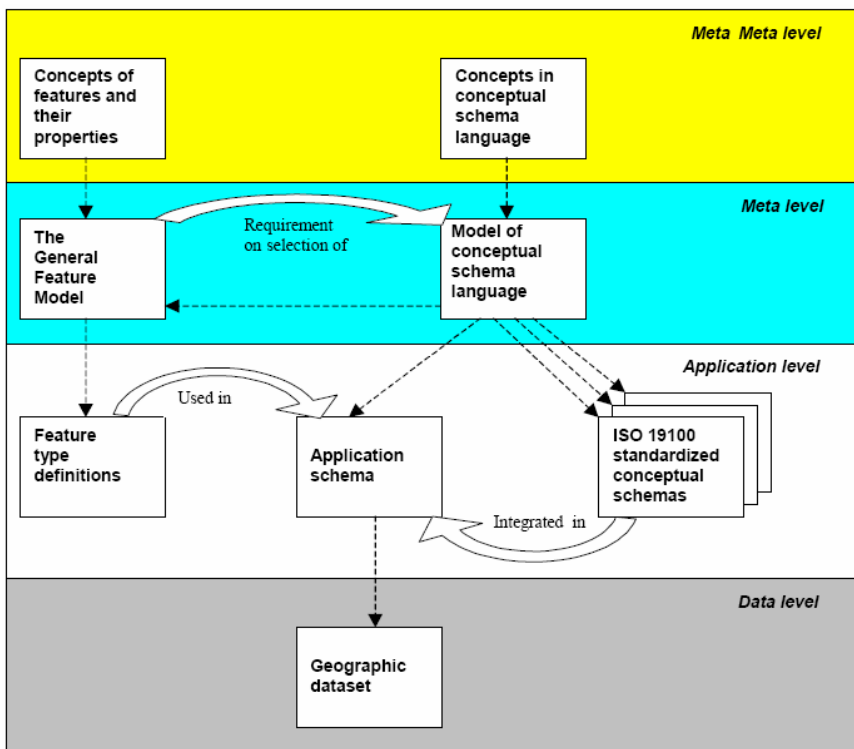 Meta Meta level
Concepts of
features and
their
properties
Concepts in
conceptual
schema
language
Meta level
The
General
Feature
Model
Requirement
on selection of
Model of
conceptual
schema
language
Application level
Used in
Feature
type
definitions
Application
schema
ISO 19100
standardized
conceptual
schemas
Integrated in
Data level
Geographic
dataset